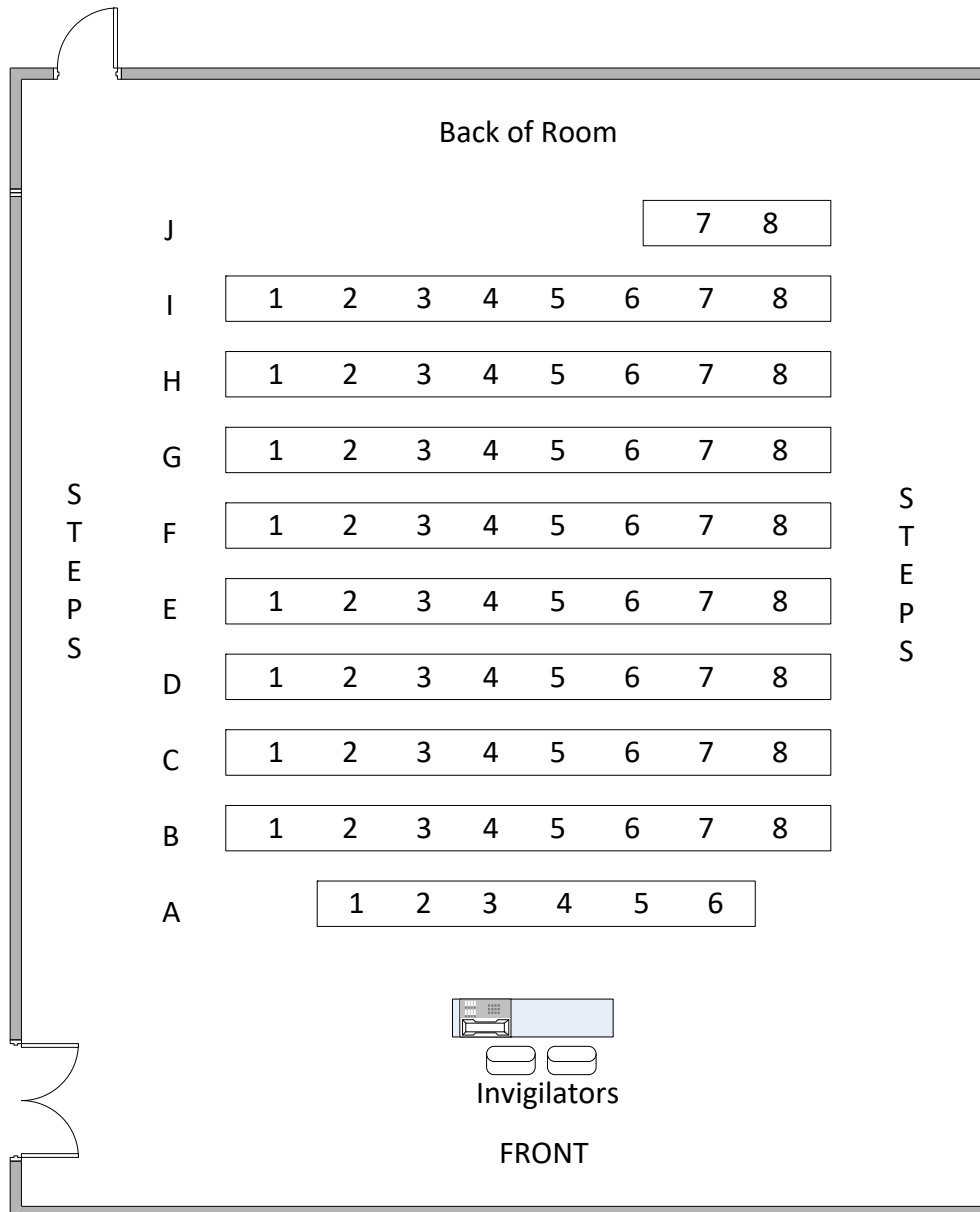 Back of Room
J 7 8
I 1 2 3 4 5 6 7 8
H 1 2 3 4 5 6 7 8
G 1 2 3 4 5 6 7 8
F 1 2 3 4 5 6 7 8
E 1 2 3 4 5 6 7 8
D 1 2 3 4 5 6 7 8
C 1 2 3 4 5 6 7 8
B 1 2 3 4 5 6 7 8
A 1 2 3 4 5 6
S
T
E
P
S
S
T
E
P
S
Invigilators
FRONT